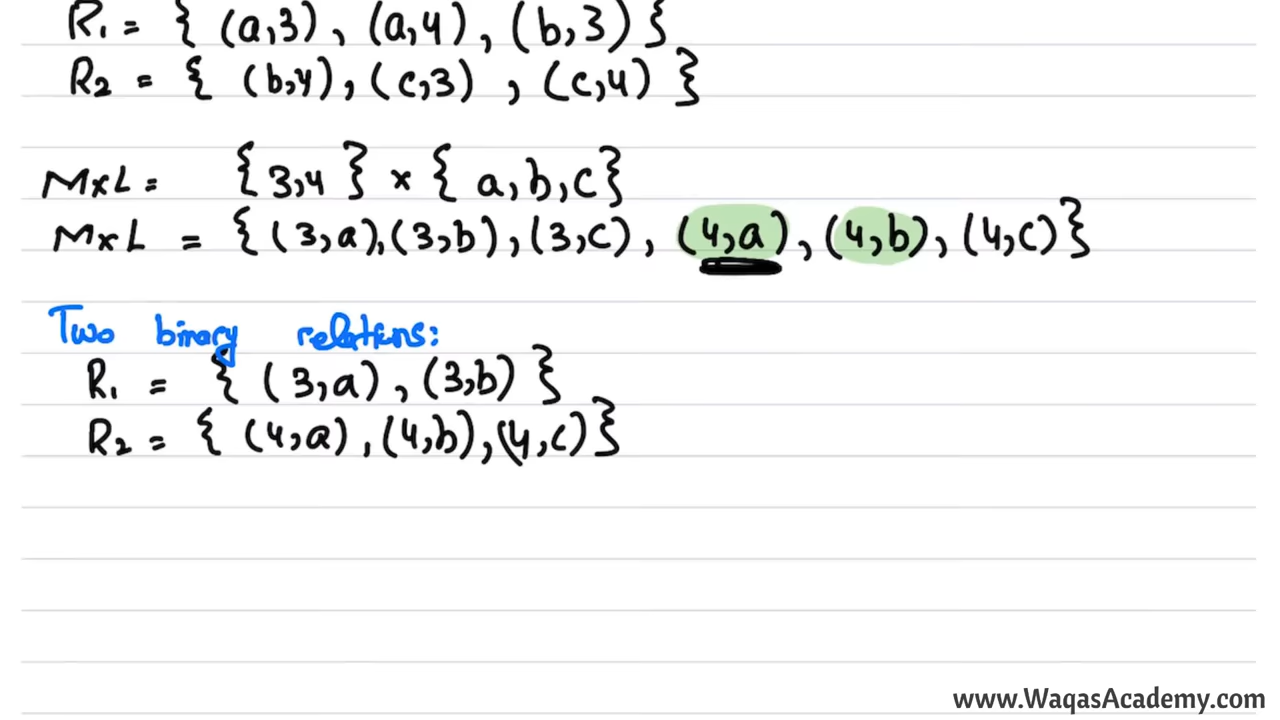 R₁ = { (a,3) , (a,4) , (b,3) }
R₂ = { (b,4) , (c,3) , (c,4) }
M×L = {3,4} × { a,b,c}
M×L = { (3,a),(3,b) , (3,c) , (4,a) , (4,b) , (4,c) }
Two binary relations:
R₁ = { (3,a) , (3,b) }
R₂ = { (4,a) , (4,b) , (4,c) }
www.WaqasAcademy.com